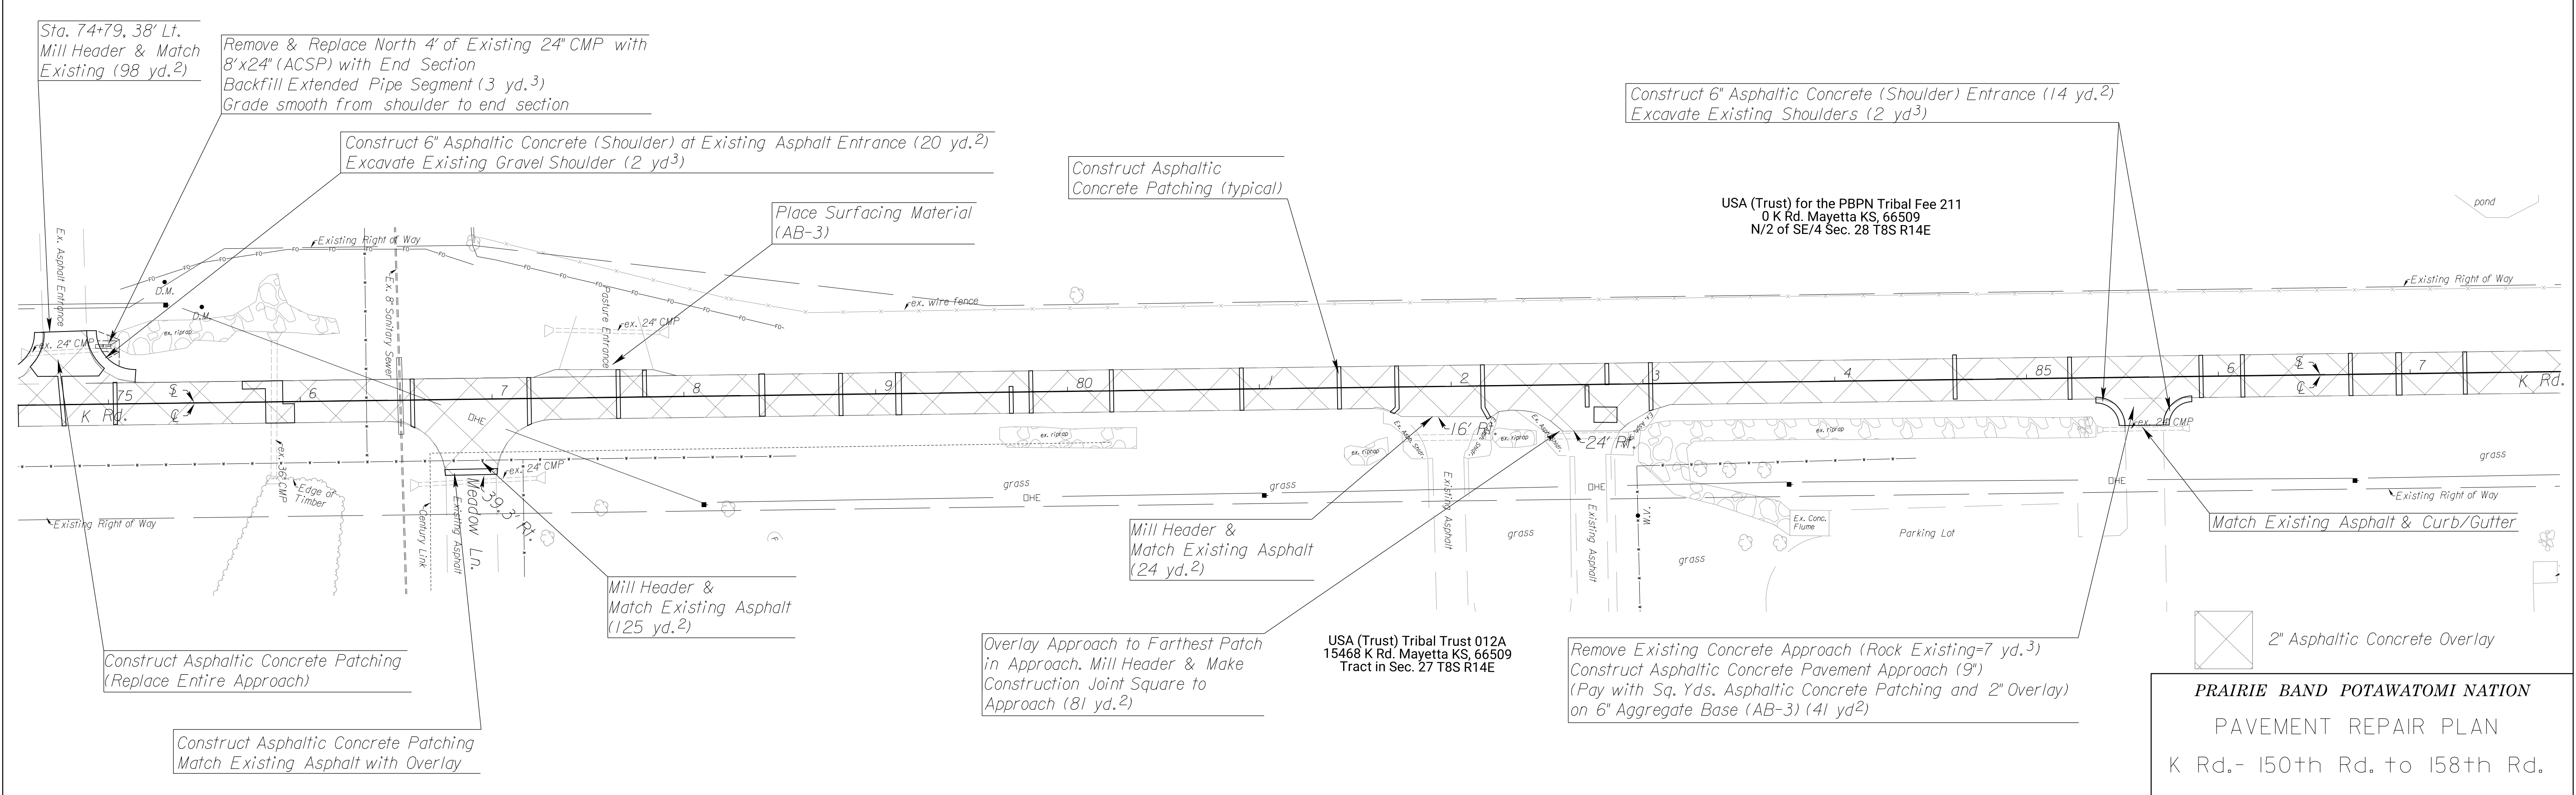 Sta. 74+79, 38' Lt.
Mill Header & Match
Existing (98 yd.2)
Remove & Replace North 4' of Existing 24" CMP with
8'x24" (ACSP) with End Section
Backfill Extended Pipe Segment (3 yd.3)
Grade smooth from shoulder to end section
Construct 6" Asphaltic Concrete (Shoulder) at Existing Asphalt Entrance (20 yd.2)
Excavate Existing Gravel Shoulder (2 yd3)
Place Surfacing Material
(AB-3)
Construct Asphaltic
Concrete Patching (typical)
Construct 6" Asphaltic Concrete (Shoulder) Entrance (14 yd.2)
Excavate Existing Shoulders (2 yd3)
USA (Trust) for the PBPN Tribal Fee 211
0 K Rd. Mayetta KS, 66509
N/2 of SE/4 Sec. 28 T8S R14E
pond
Ex. Asphalt Entrance
Existing Right of Way
FO
D.M.
D.M.
Ex. 8" Sanitary Sewer
Pasture Entrance
ex. wire fence
Existing Right of Way
ex. riprap
ex. 24" CMP
ex. 24" CMP
75
6
7
8
9
80
1
2
3
4
85
6
7
K Rd.
K Rd.
OHE
16' Rt.
24' Rt.
Ex. Asph. Shldr.
ex. riprap
ex. riprap
ex. riprap
ex. riprap
ex. 24" CMP
ex. 24" CMP
ex. 36" CMP
Edge of
Timber
Existing Right of Way
Century Link
Existing Asphalt
Meadow Ln.
39.3' Rt.
grass
OHE
grass
OHE
OHE
grass
Existing Right of Way
Existing Asphalt
Existing Asphalt
W.V.
grass
grass
Ex. Conc.
Flume
Parking Lot
Match Existing Asphalt & Curb/Gutter
Mill Header &
Match Existing Asphalt
(24 yd.2)
Mill Header &
Match Existing Asphalt
(125 yd.2)
Construct Asphaltic Concrete Patching
(Replace Entire Approach)
Construct Asphaltic Concrete Patching
Match Existing Asphalt with Overlay
Overlay Approach to Farthest Patch
in Approach. Mill Header & Make
Construction Joint Square to
Approach (81 yd.2)
USA (Trust) Tribal Trust 012A
15468 K Rd. Mayetta KS, 66509
Tract in Sec. 27 T8S R14E
Remove Existing Concrete Approach (Rock Existing=7 yd.3)
Construct Asphaltic Concrete Pavement Approach (9")
(Pay with Sq. Yds. Asphaltic Concrete Patching and 2" Overlay)
on 6" Aggregate Base (AB-3) (41 yd2)
2" Asphaltic Concrete Overlay
PRAIRIE BAND POTAWATOMI NATION
PAVEMENT REPAIR PLAN
K Rd.- 150th Rd. to 158th Rd.